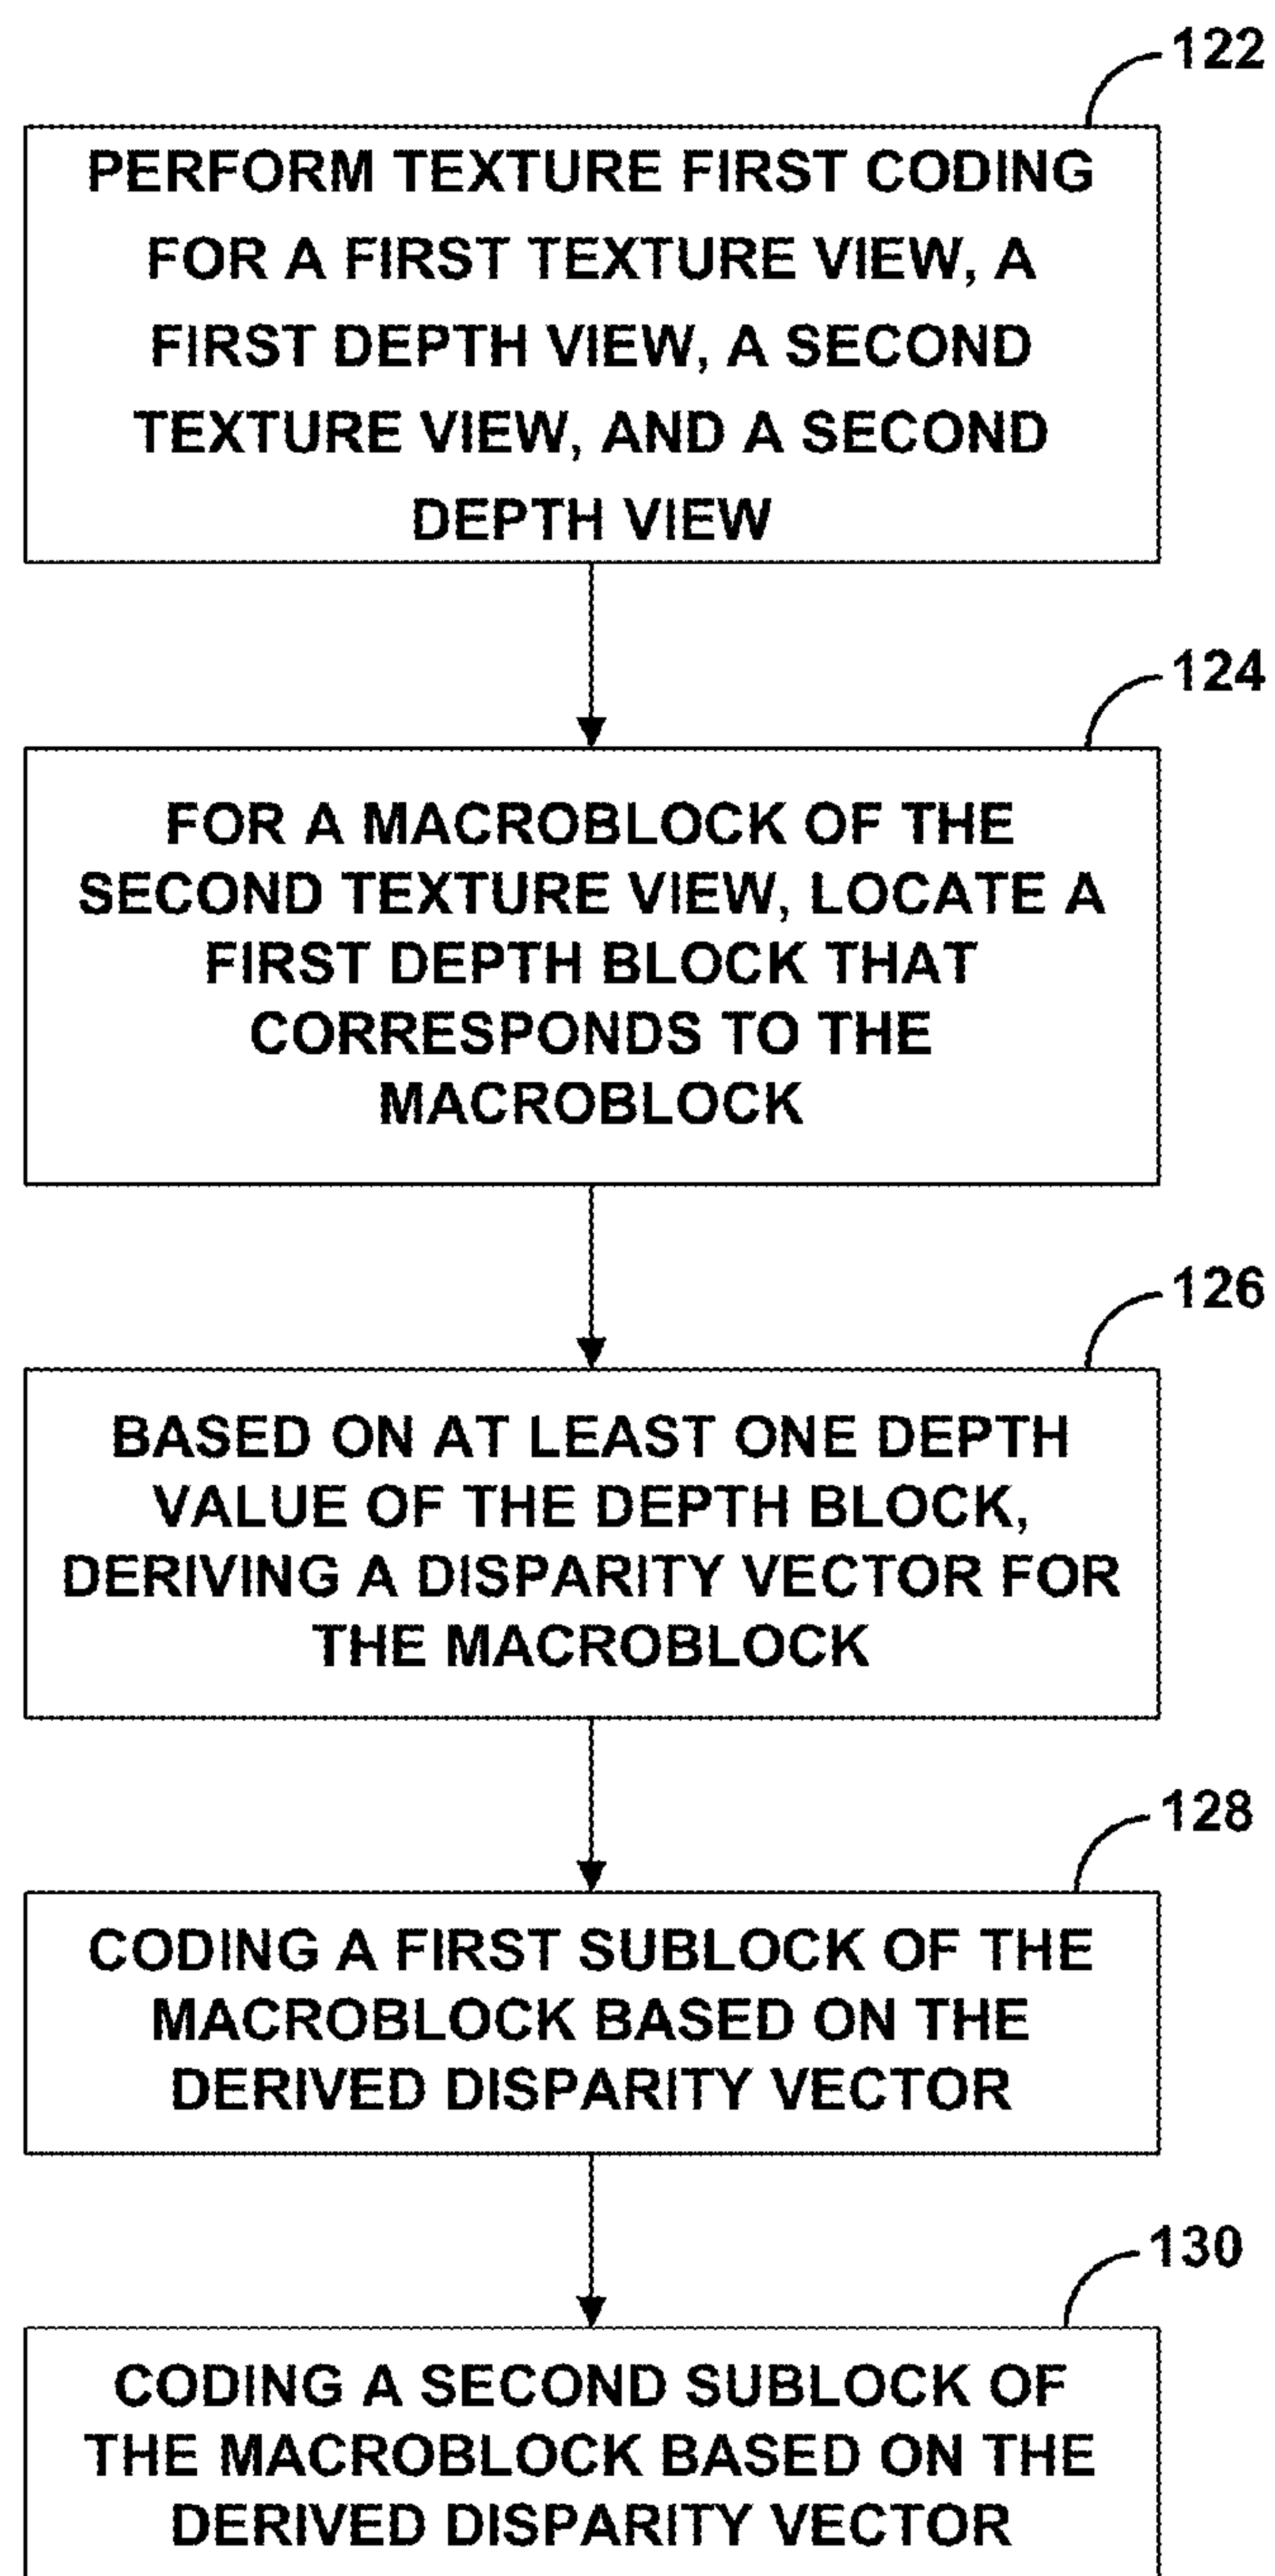 122
PERFORM TEXTURE FIRST CODING
FOR A FIRST TEXTURE VIEW, A
FIRST DEPTH VIEW, A SECOND
TEXTURE VIEW, AND A SECOND
DEPTH VIEW
124
FOR A MACROBLOCK OF THE
SECOND TEXTURE VIEW, LOCATE A
FIRST DEPTH BLOCK THAT
CORRESPONDS TO THE
MACROBLOCK
126
BASED ON AT LEAST ONE DEPTH
VALUE OF THE DEPTH BLOCK,
DERIVING A DISPARITY VECTOR FOR
THE MACROBLOCK
128
CODING A FIRST SUBLOCK OF THE
MACROBLOCK BASED ON THE
DERIVED DISPARITY VECTOR
130
CODING A SECOND SUBLOCK OF
THE MACROBLOCK BASED ON THE
DERIVED DISPARITY VECTOR